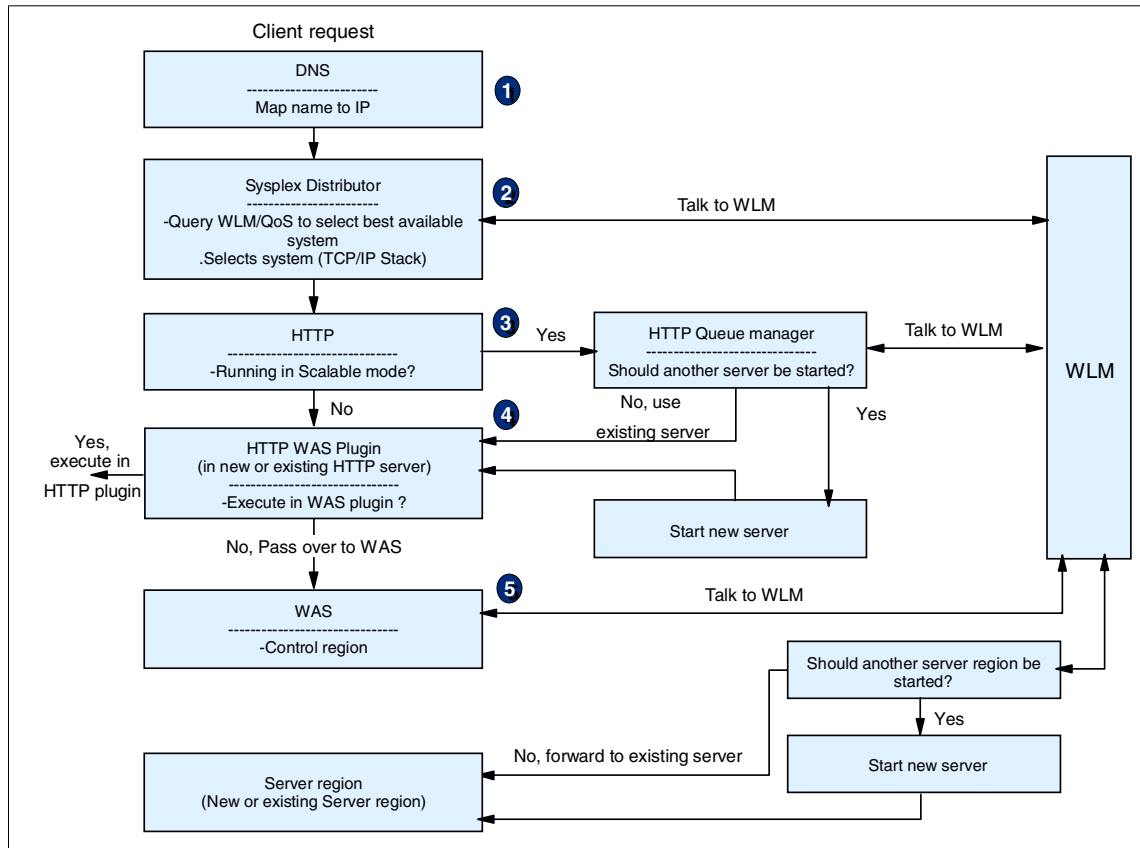 Client request
DNS
------------------------
Map name to IP
1
Sysplex Distributor
------------------------
-Query WLM/QoS to select best available
system
.Selects system (TCP/IP Stack)
2
Talk to WLM
WLM
HTTP
-------------------------------
-Running in Scalable mode?
3
Yes
HTTP Queue manager
-------------------------------
Should another server be started?
Talk to WLM
No
4
No, use
existing server
Yes
Yes,
execute in
HTTP plugin
HTTP WAS Plugin
(in new or existing HTTP server)
-------------------------------
-Execute in WAS plugin ?
Start new server
No, Pass over to WAS
5
WAS
-------------------------------
-Control region
Talk to WLM
Should another server region be
started?
Yes
No, forward to existing server
Start new server
Server region
(New or existing Server region)